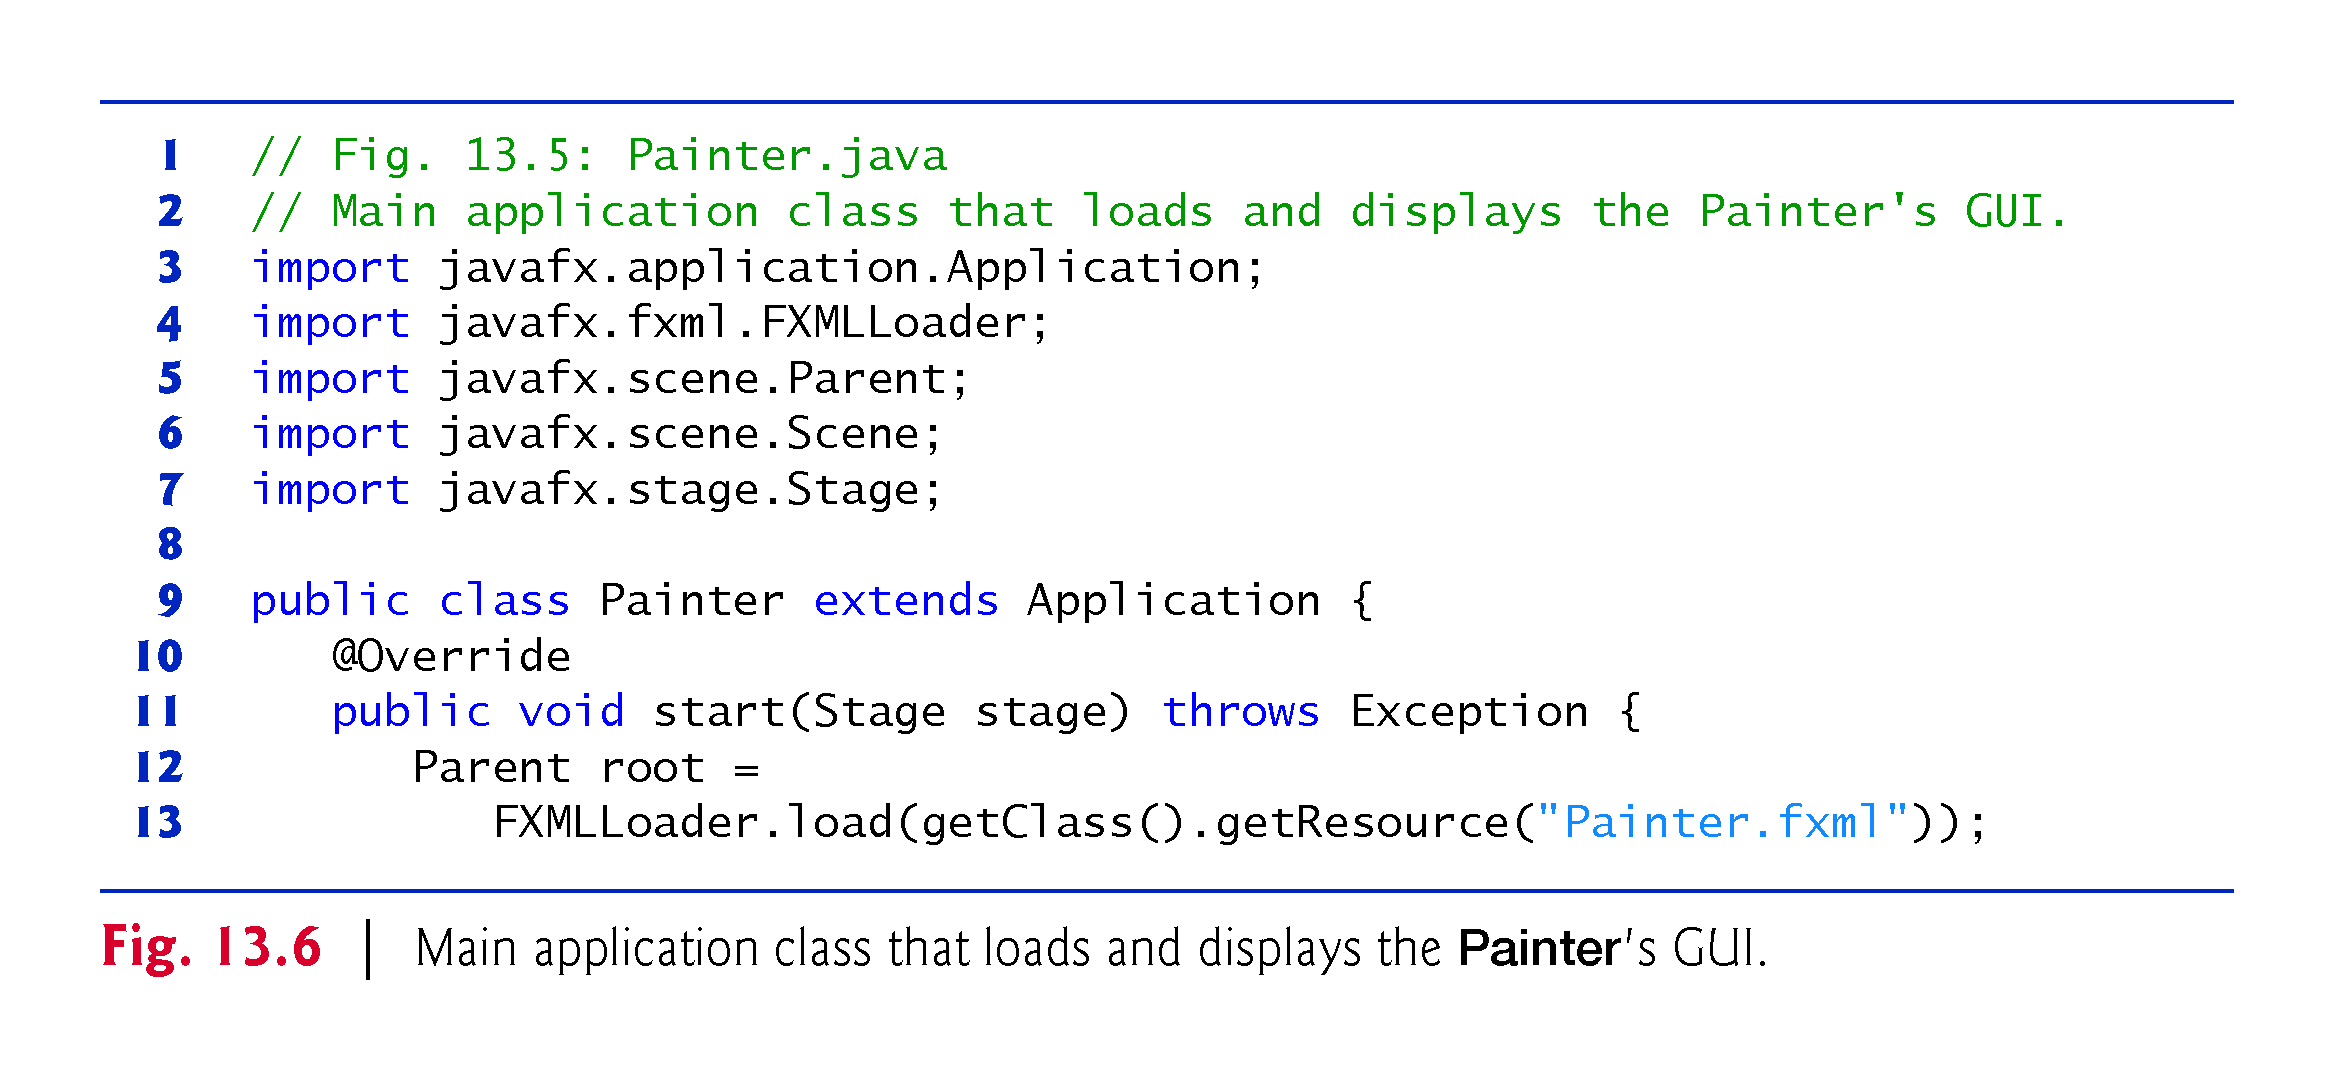 1 // Fig. 13.5: Painter.java
2 // Main application class that loads and displays the Painter's GUI.
3 import javafx.application.Application;
4 import javafx.fxml.FXMLLoader;
5 import javafx.scene.Parent;
6 import javafx.scene.Scene;
7 import javafx.stage.Stage;
8
9 public class Painter extends Application {
10 @Override
11 public void start(Stage stage) throws Exception {
12 Parent root =
13 FXMLLoader.load(getClass().getResource("Painter.fxml"));
Fig. 13.6 | Main application class that loads and displays the Painter's GUI.